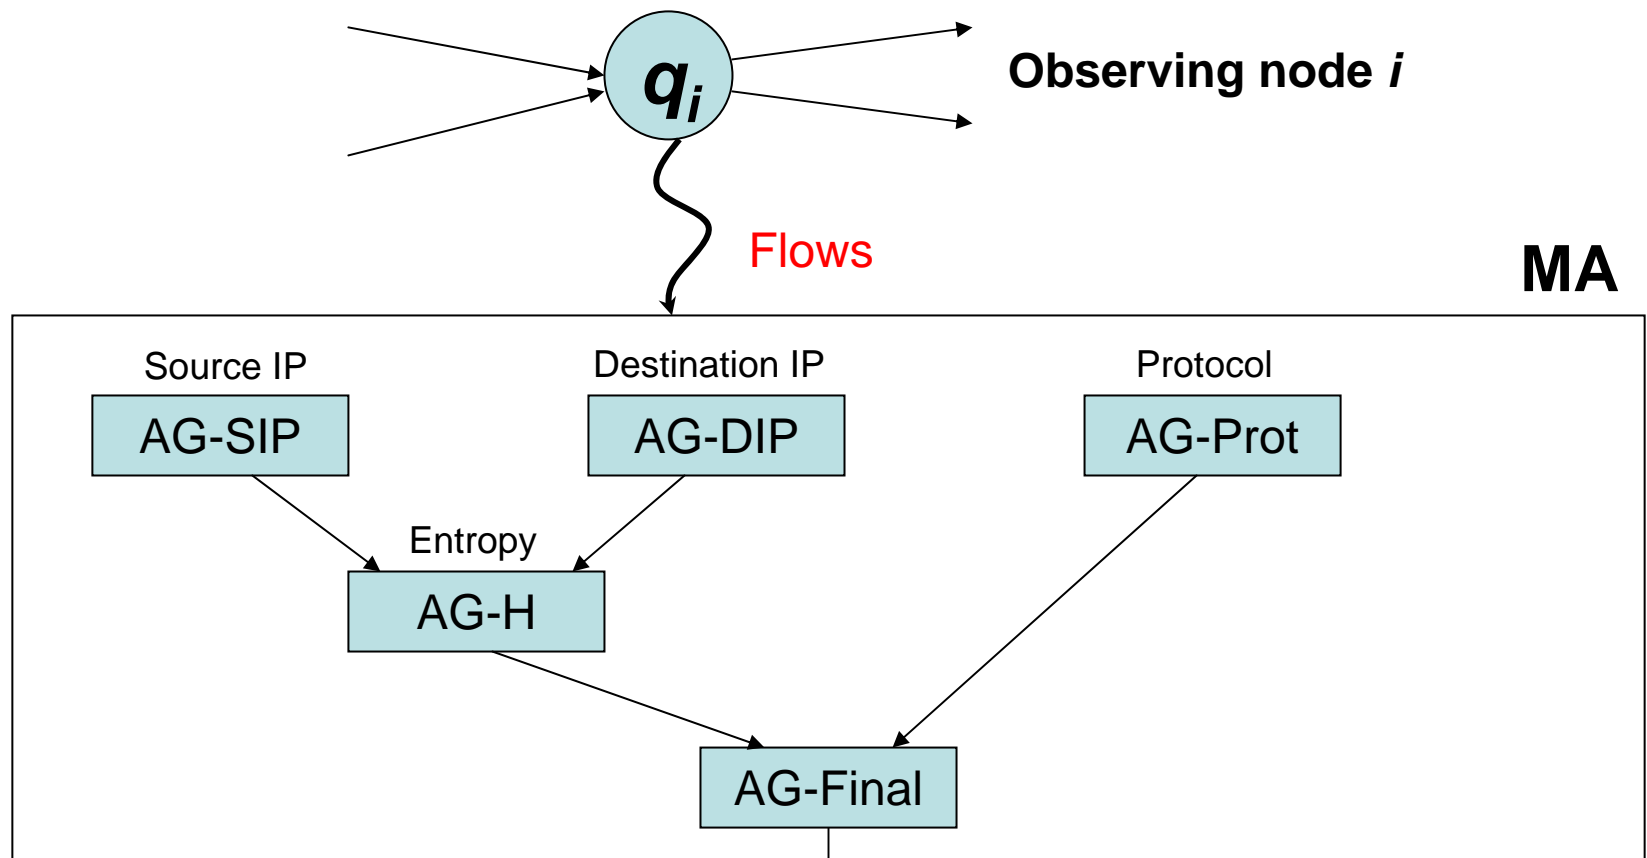 q_i
Observing node i
Flows
MA
Source IP
Destination IP
Protocol
AG-SIP
AG-DIP
AG-Prot
Entropy
AG-H
AG-Final